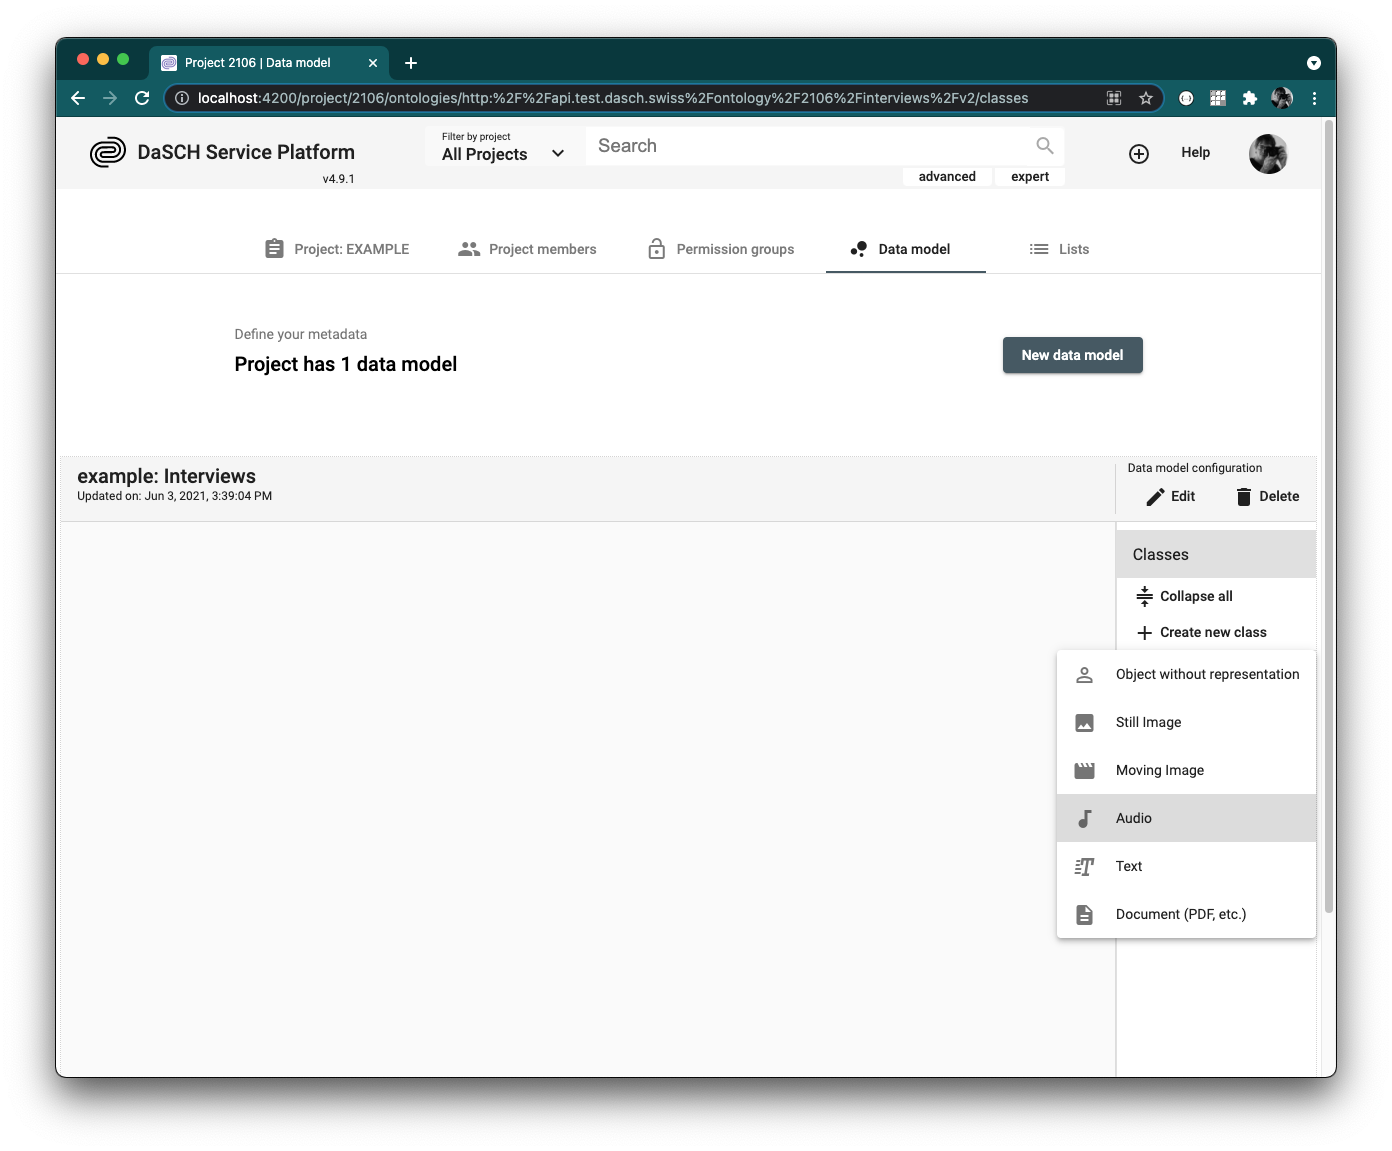 Project 2106 | Data model
localhost:4200/project/2106/ontologies/http:%2F%2Fapi.test.dasch.swiss%2Fontology%2F2106%2Finterviews%2Fv2/classes
DaSCH Service Platform
v4.9.1
Filter by project
All Projects
Search
advanced
expert
Help
Project: EXAMPLE
Project members
Permission groups
Data model
Lists
Define your metadata
Project has 1 data model
New data model
example: Interviews
Updated on: Jun 3, 2021, 3:39:04 PM
Data model configuration
Edit
Delete
Classes
Collapse all
Create new class
Object without representation
Still Image
Moving Image
Audio
Text
Document (PDF, etc.)